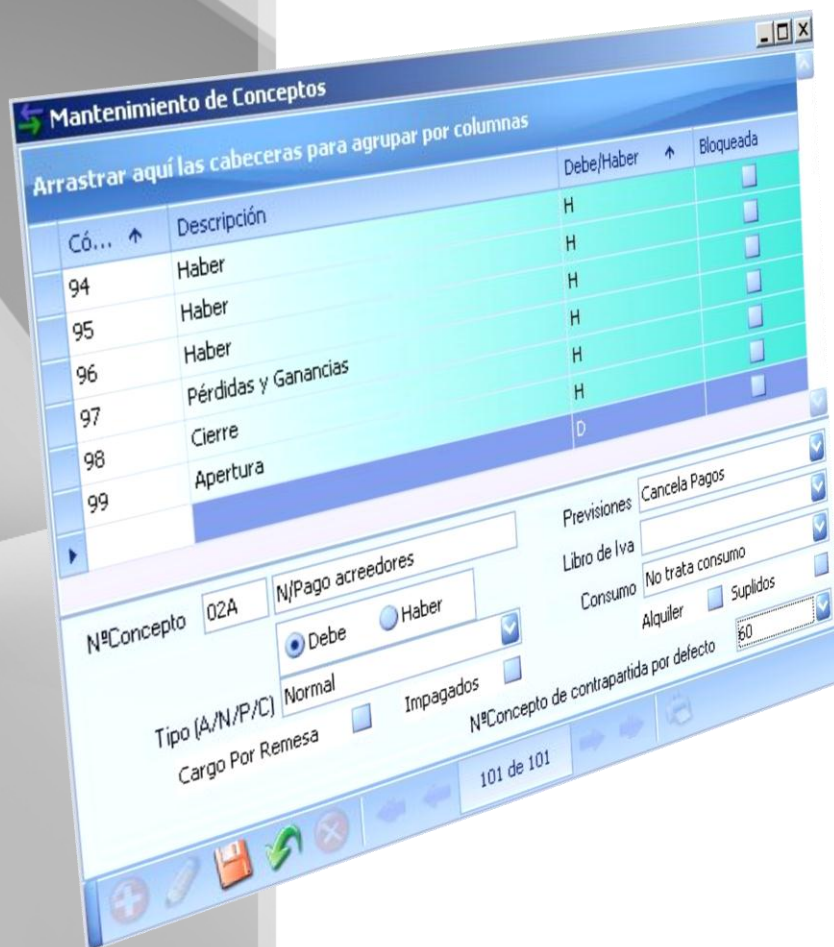 Mantenimiento de Conceptos
Arrastrar aquí las cabeceras para agrupar por columnas
Có... Descripción Debe/Haber Bloqueada
94 Haber H
95 Haber H
96 Haber H
97 Pérdidas y Ganancias H
98 Cierre H
99 Apertura H
D
NºConcepto 02A N/Pago acreedores
Debe Haber
Tipo (A/N/P/C) Normal
Cargo Por Remesa Impagados
Previsiones Cancela Pagos
Libro de Iva
Consumo No trata consumo
Alquiler Suplidos
NºConcepto de contrapartida por defecto 60
101 de 101